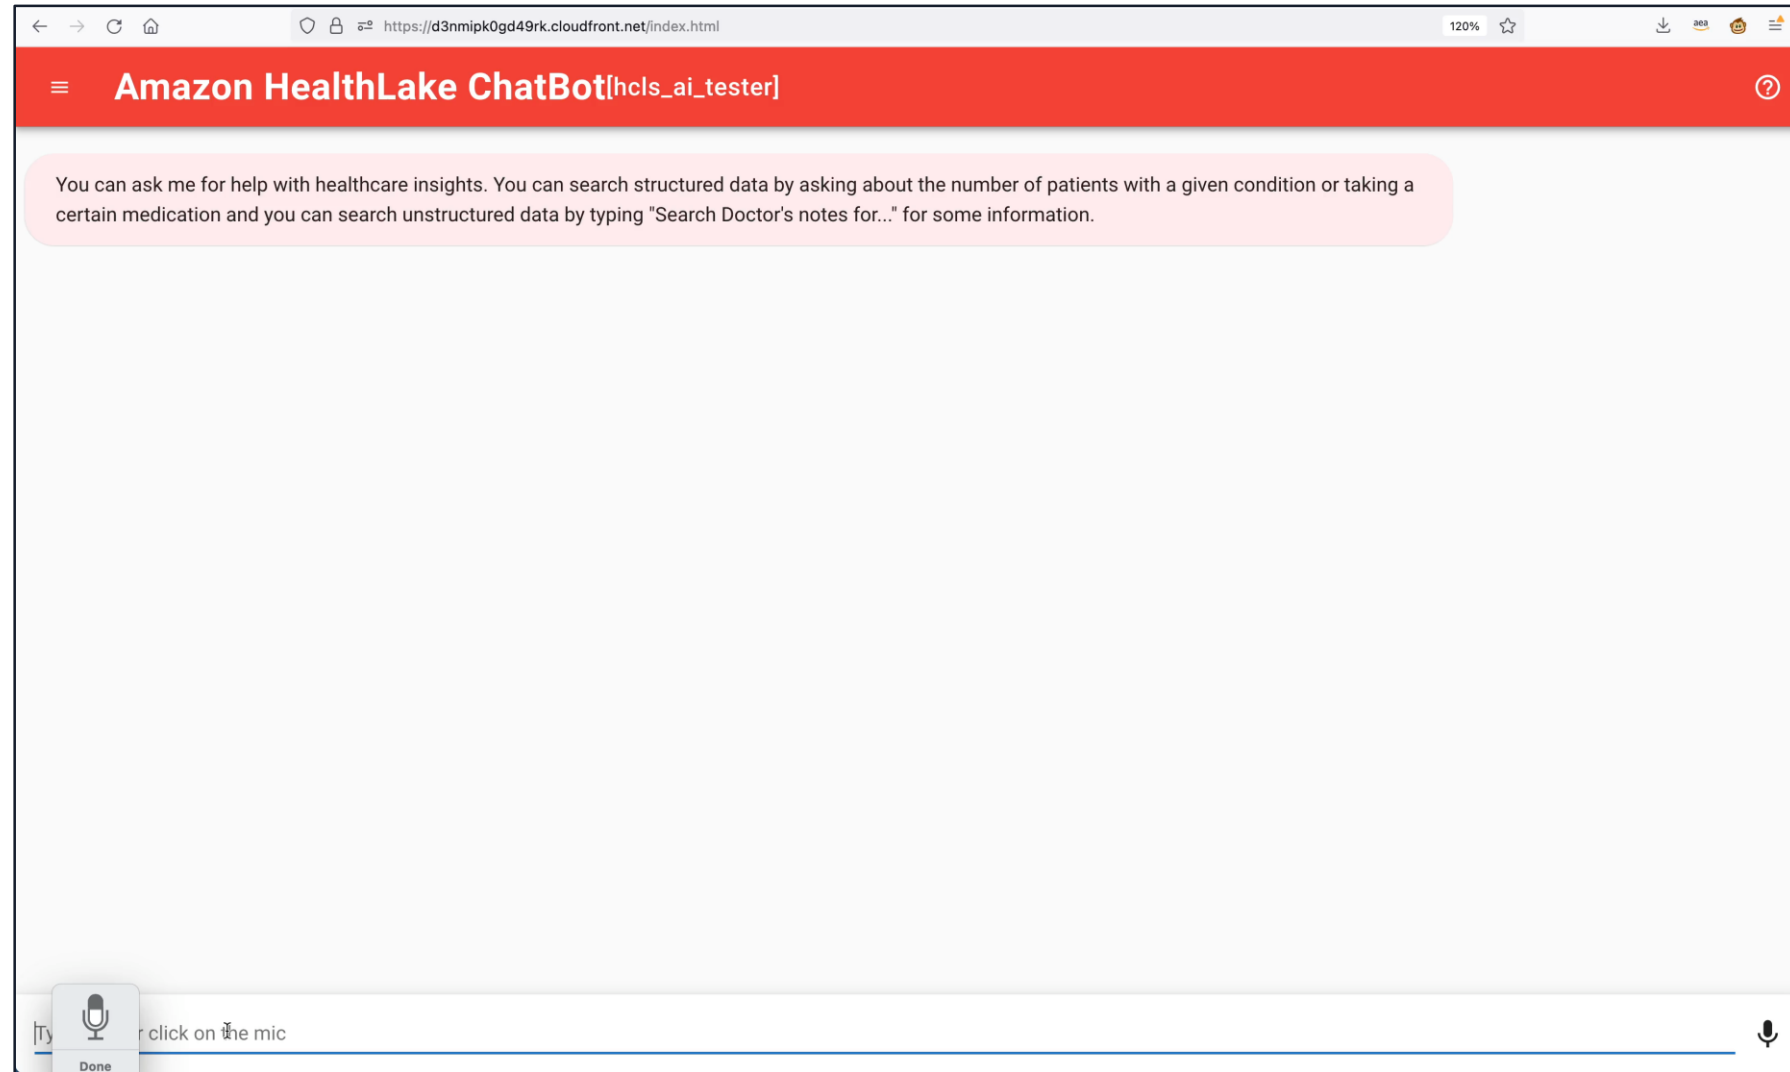 https://d3nmipk0gd49rk.cloudfront.net/index.html
120%
aea
Amazon HealthLake ChatBot[hcls_ai_tester]
You can ask me for help with healthcare insights. You can search structured data by asking about the number of patients with a given condition or taking a
certain medication and you can search unstructured data by typing "Search Doctor's notes for..." for some information.
Ty r click on the mic
Done